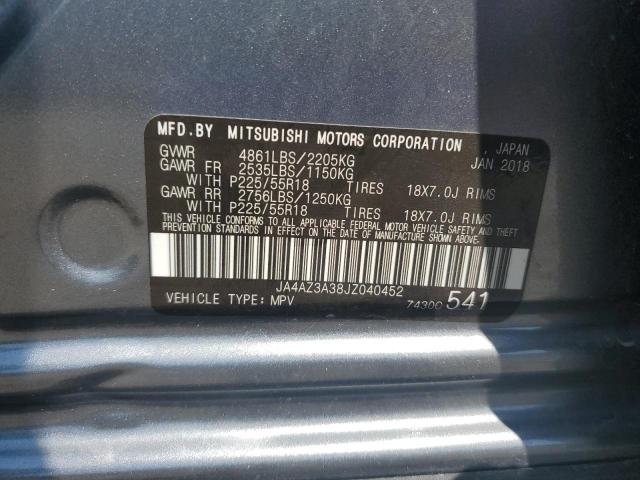 MFD.BY MITSUBISHI MOTORS CORPORATION , JAPAN
GVWR 4861LBS/2205KG JAN 2018
GAWR FR 2535LBS/1150KG
WITH P225/55R18 TIRES 18X7.0J RIMS
GAWR RR 2756LBS/1250KG
WITH P225/55R18 TIRES 18X7.0J RIMS
THIS VEHICLE CONFORMS TO ALL APPLICABLE FEDERAL MOTOR VEHICLE SAFETY AND THEFT
PREVENTION STANDARDS IN EFFECT ON THE DATE OF MANUFACTURE SHOWN ABOVE.
JA4AZ3A38JZ040452
VEHICLE TYPE: MPV 7430C 541